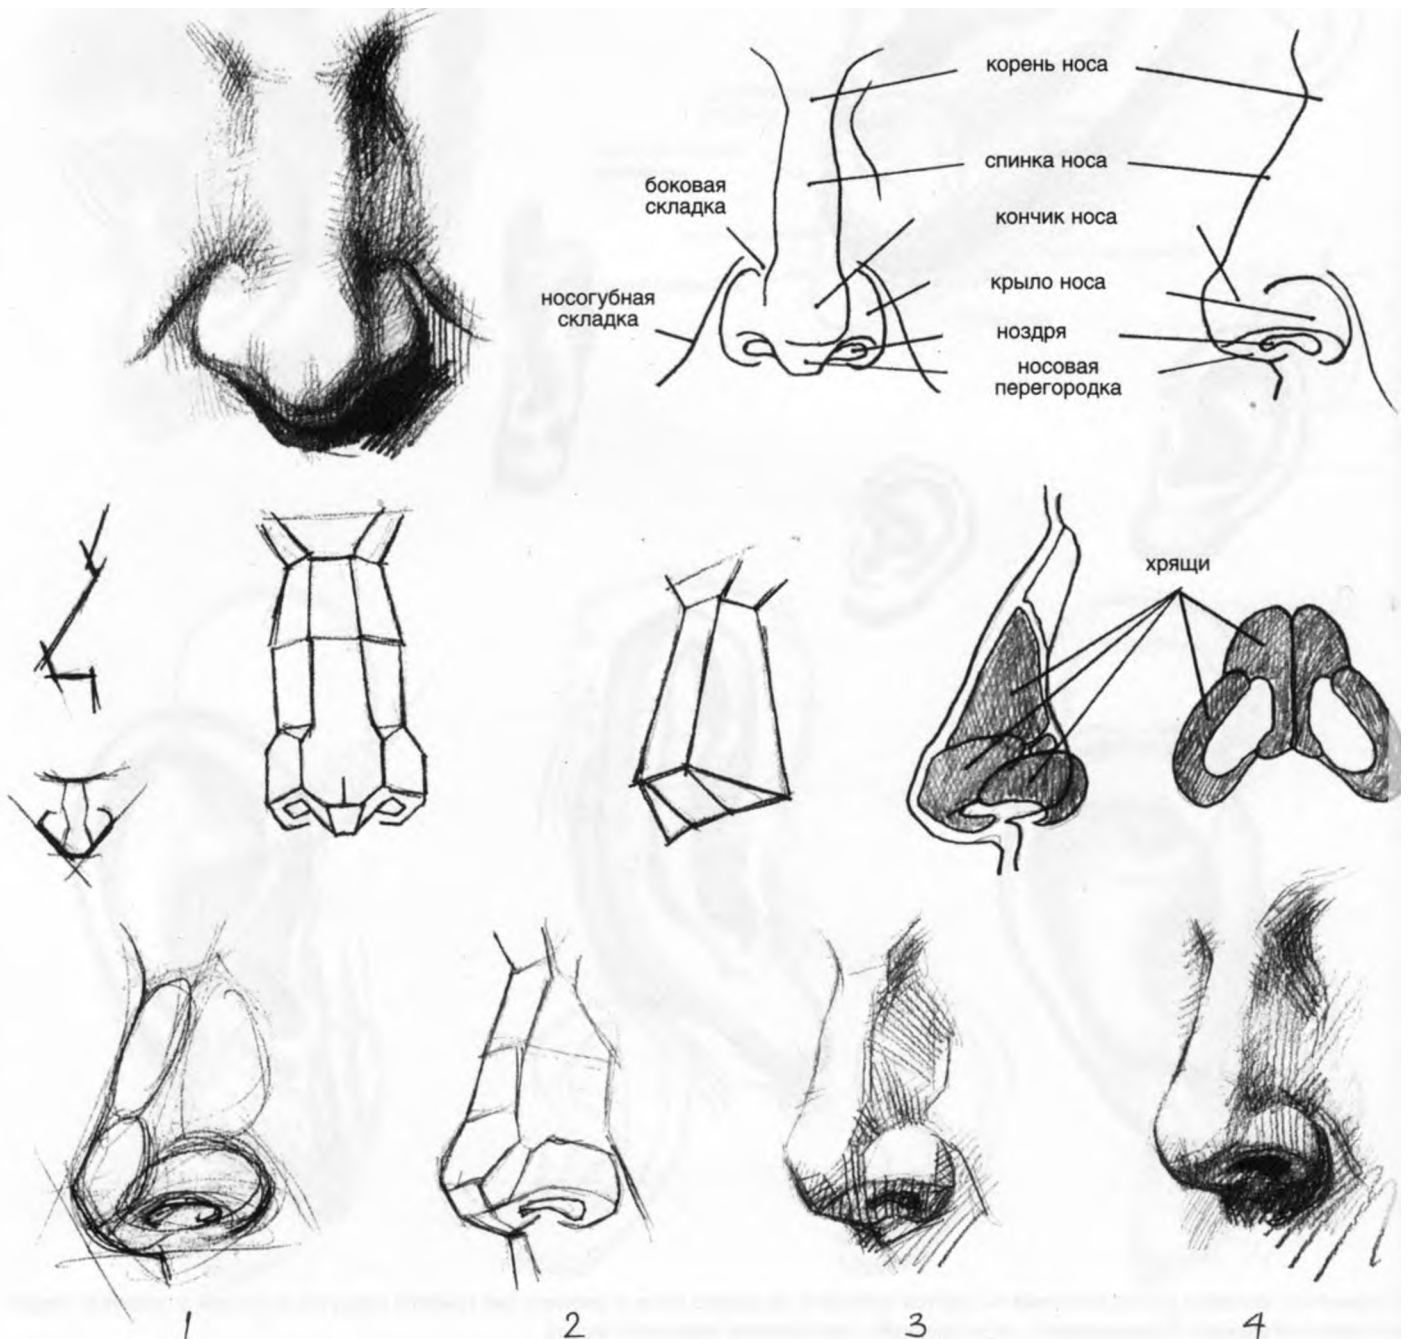 корень носа
спинка носа
боковая
складка
кончик носа
крыло носа
носогубная
складка
ноздря
носовая
перегородка
хрящи
1
2
3
4